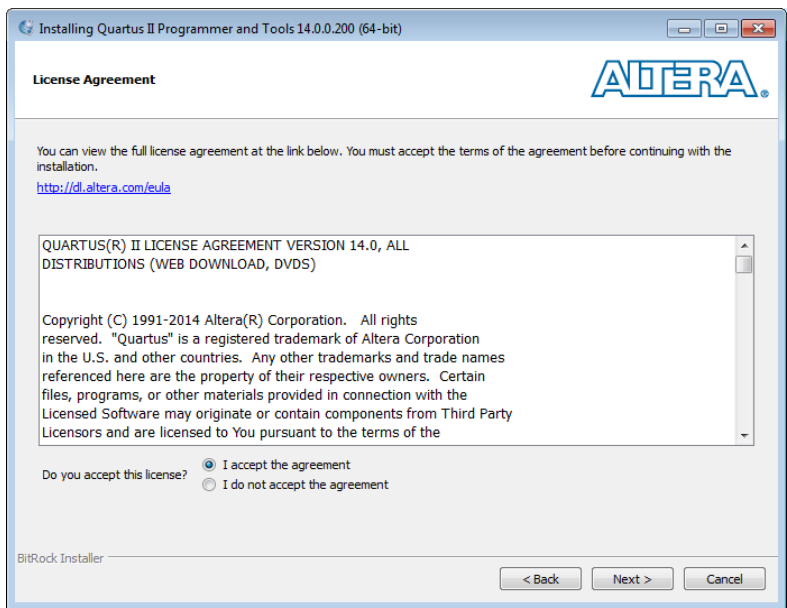 Installing Quartus II Programmer and Tools 14.0.0.200 (64-bit)
License Agreement
ALTERA®
You can view the full license agreement at the link below. You must accept the terms of the agreement before continuing with the
installation.
http://dl.altera.com/eula
QUARTUS(R) II LICENSE AGREEMENT VERSION 14.0, ALL
DISTRIBUTIONS (WEB DOWNLOAD, DVDS)
Copyright (C) 1991-2014 Altera(R) Corporation.   All rights
reserved.  "Quartus" is a registered trademark of Altera Corporation
in the U.S. and other countries.  Any other trademarks and trade names
referenced here are the property of their respective owners.  Certain
files, programs, or other materials provided in connection with the
Licensed Software may originate or contain components from Third Party
Licensors and are licensed to You pursuant to the terms of the
Do you accept this license?
I accept the agreement
I do not accept the agreement
BitRock Installer
< Back
Next >
Cancel